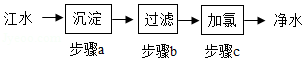 江水 → 沉淀 → 过滤 → 加氯 → 净水
步骤a 步骤b 步骤c